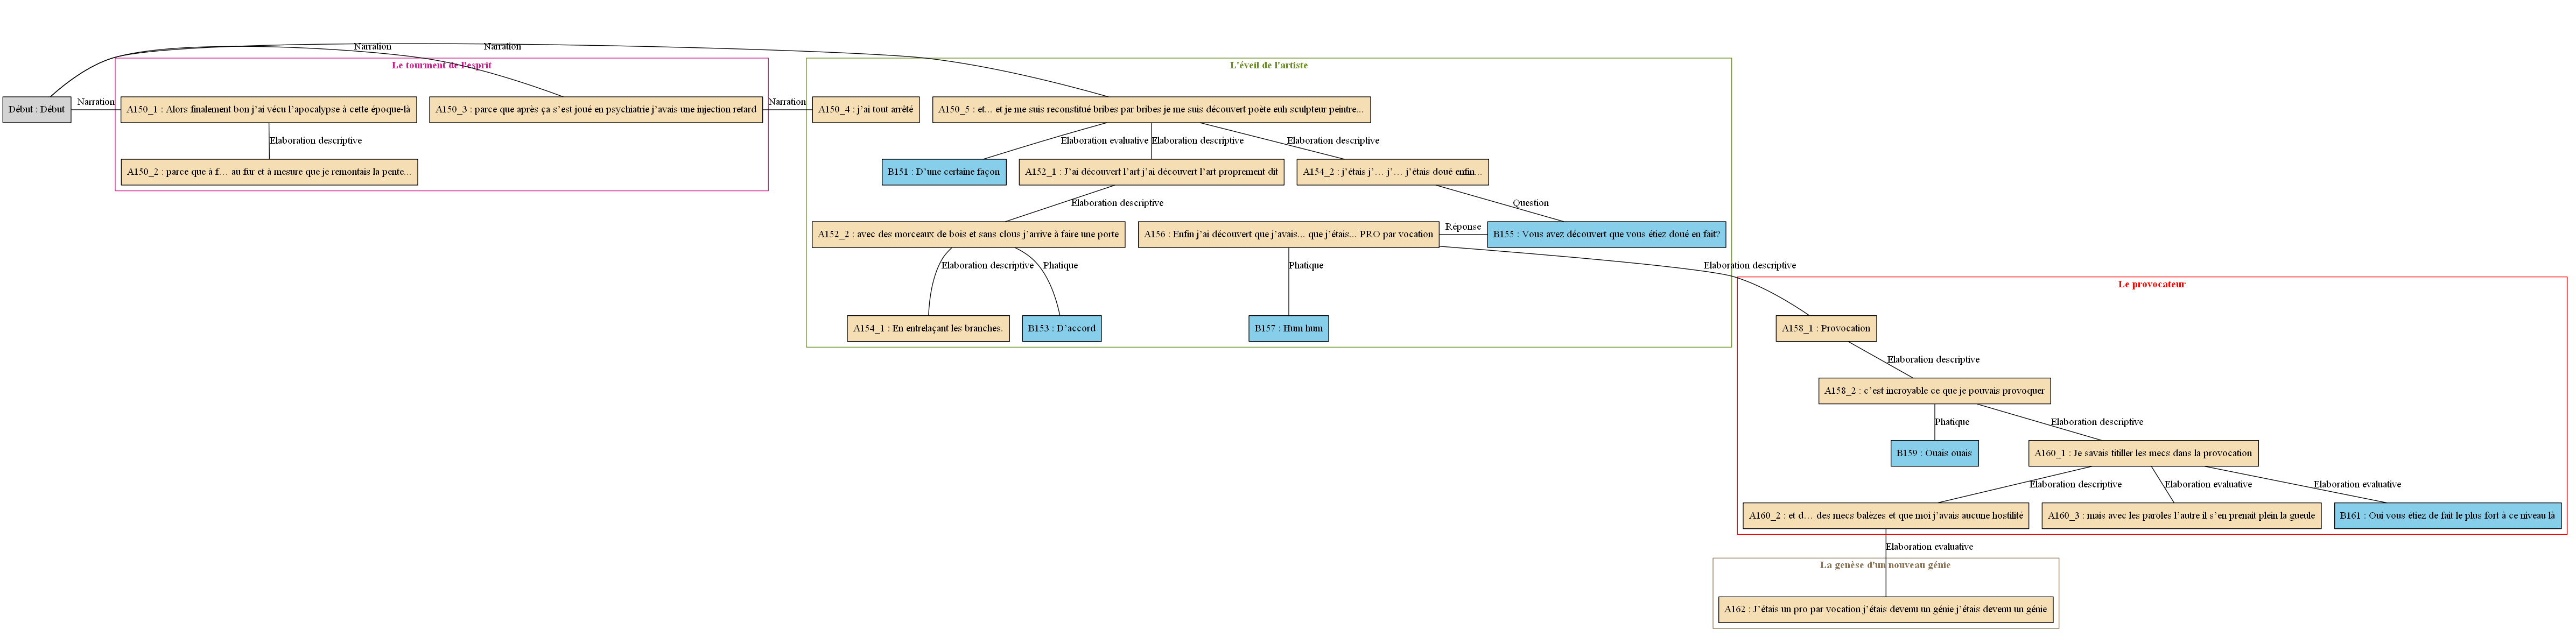 Narration
Narration
Le tourment de l'esprit
L'éveil de l'artiste
Début : Début
Narration
A150_1 : Alors finalement bon j’ai vécu l’apocalypse à cette époque-là
A150_3 : parce que après ça s’est joué en psychiatrie j’avais une injection retard
Narration
A150_4 : j’ai tout arrêté
A150_5 : et... et je me suis reconstitué bribes par bribes je me suis découvert poète euh sculpteur peintre...
Elaboration descriptive
Elaboration evaluative
Elaboration descriptive
Elaboration descriptive
A150_2 : parce que à f… au fur et à mesure que je remontais la pente...
B151 : D’une certaine façon
A152_1 : J’ai découvert l’art j’ai découvert l’art proprement dit
A154_2 : j’étais j’… j’… j’étais doué enfin...
Elaboration descriptive
Question
A152_2 : avec des morceaux de bois et sans clous j’arrive à faire une porte
A156 : Enfin j’ai découvert que j’avais... que j’étais... PRO par vocation
Réponse
B155 : Vous avez découvert que vous étiez doué en fait?
Elaboration descriptive
Phatique
Phatique
Elaboration descriptive
Le provocateur
A154_1 : En entrelaçant les branches.
B153 : D’accord
B157 : Hum hum
A158_1 : Provocation
Elaboration descriptive
A158_2 : c’est incroyable ce que je pouvais provoquer
Phatique
Elaboration descriptive
B159 : Ouais ouais
A160_1 : Je savais titiller les mecs dans la provocation
Elaboration descriptive
Elaboration evaluative
Elaboration evaluative
A160_2 : et d… des mecs balèzes et que moi j’avais aucune hostilité
A160_3 : mais avec les paroles l’autre il s’en prenait plein la gueule
B161 : Oui vous étiez de fait le plus fort à ce niveau là
Elaboration evaluative
La genèse d'un nouveau génie
A162 : J’étais un pro par vocation j’étais devenu un génie j’étais devenu un génie